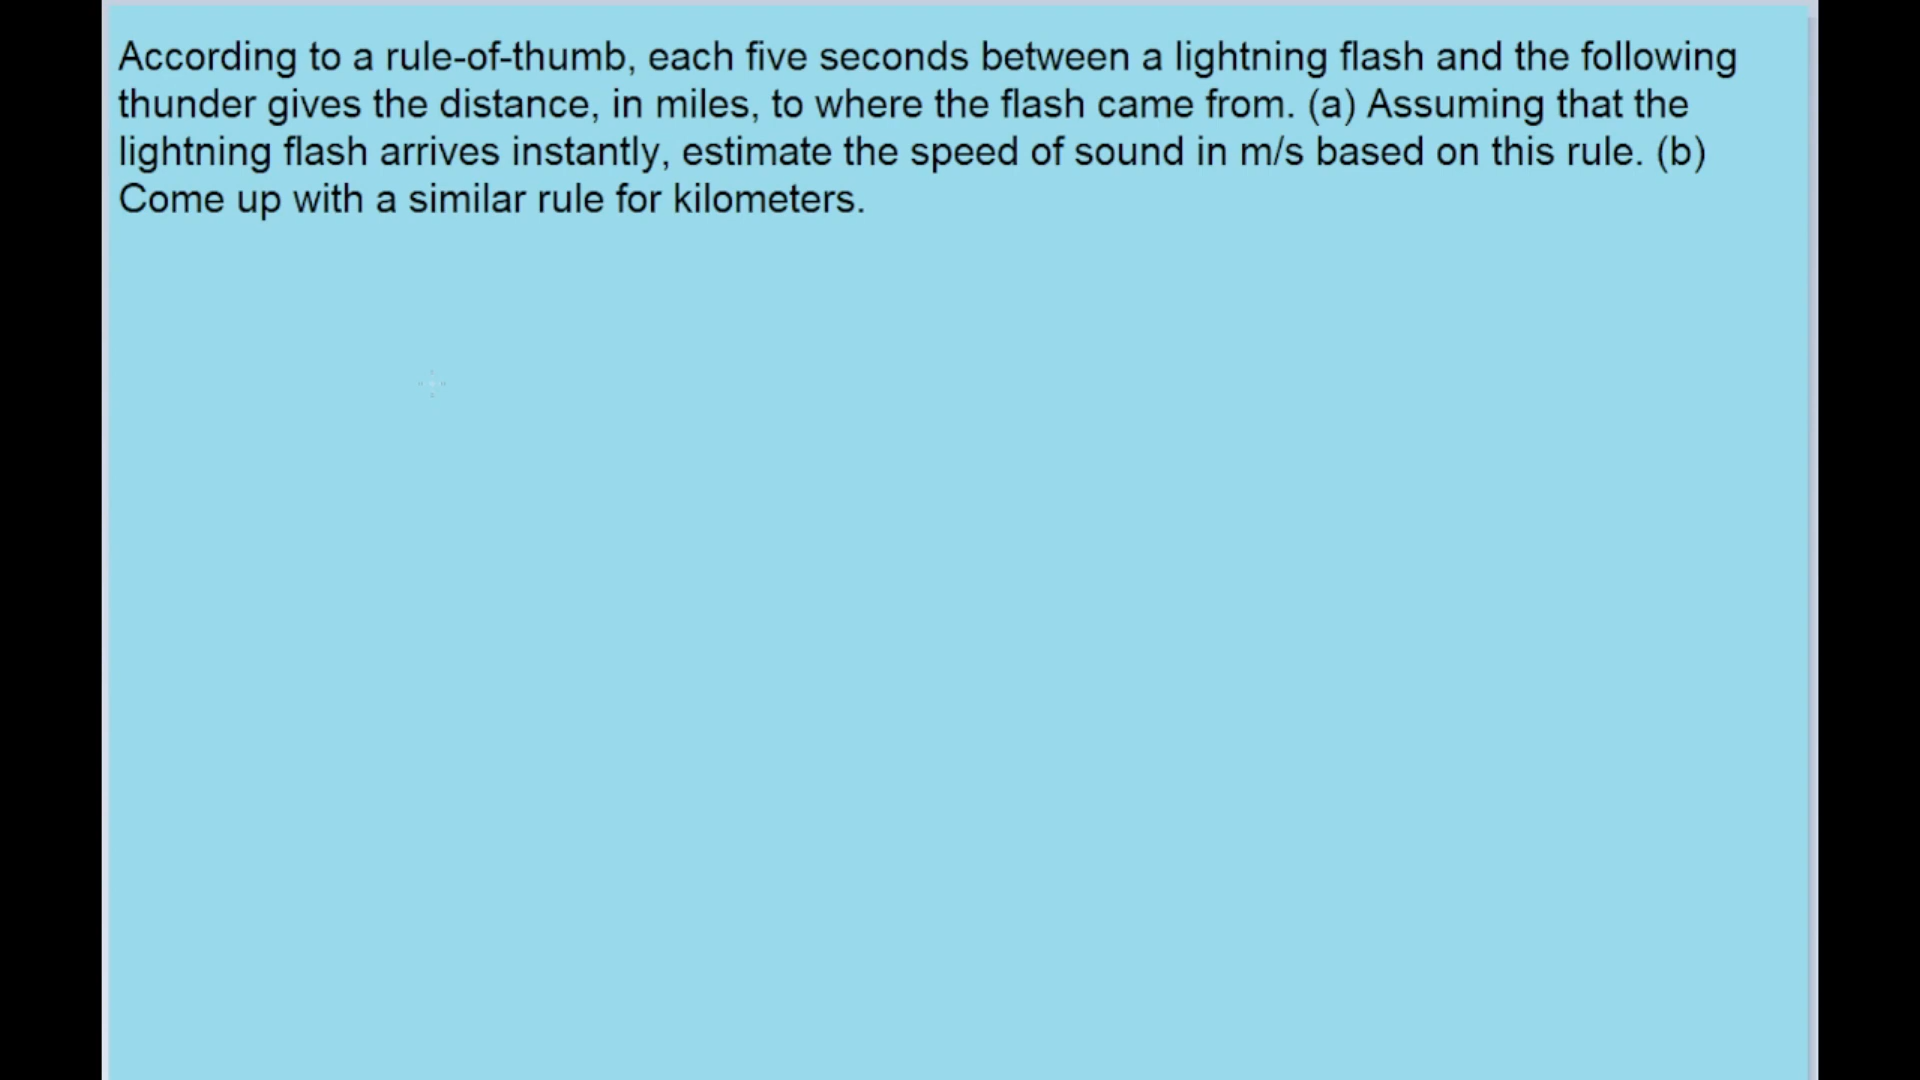 According to a rule-of-thumb, each five seconds between a lightning flash and the following
thunder gives the distance, in miles, to where the flash came from. (a) Assuming that the
lightning flash arrives instantly, estimate the speed of sound in m/s based on this rule. (b)
Come up with a similar rule for kilometers.